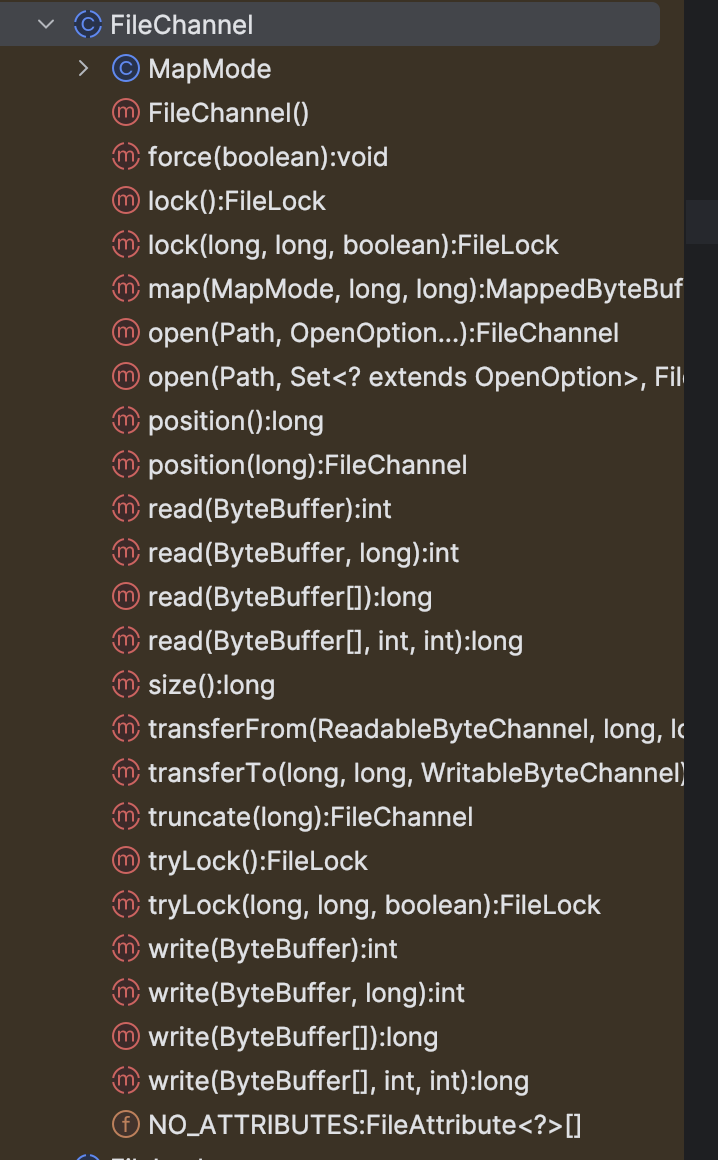 FileChannel
MapMode
FileChannel()
force(boolean):void
lock():FileLock
lock(long, long, boolean):FileLock
map(MapMode, long, long):MappedByteBuf
open(Path, OpenOption...):FileChannel
open(Path, Set<? extends OpenOption>, Fil
position():long
position(long):FileChannel
read(ByteBuffer):int
read(ByteBuffer, long):int
read(ByteBuffer[]):long
read(ByteBuffer[], int, int):long
size():long
transferFrom(ReadableByteChannel, long, lo
transferTo(long, long, WritableByteChannel)
truncate(long):FileChannel
tryLock():FileLock
tryLock(long, long, boolean):FileLock
write(ByteBuffer):int
write(ByteBuffer, long):int
write(ByteBuffer[]):long
write(ByteBuffer[], int, int):long
NO_ATTRIBUTES:FileAttribute<?>[]